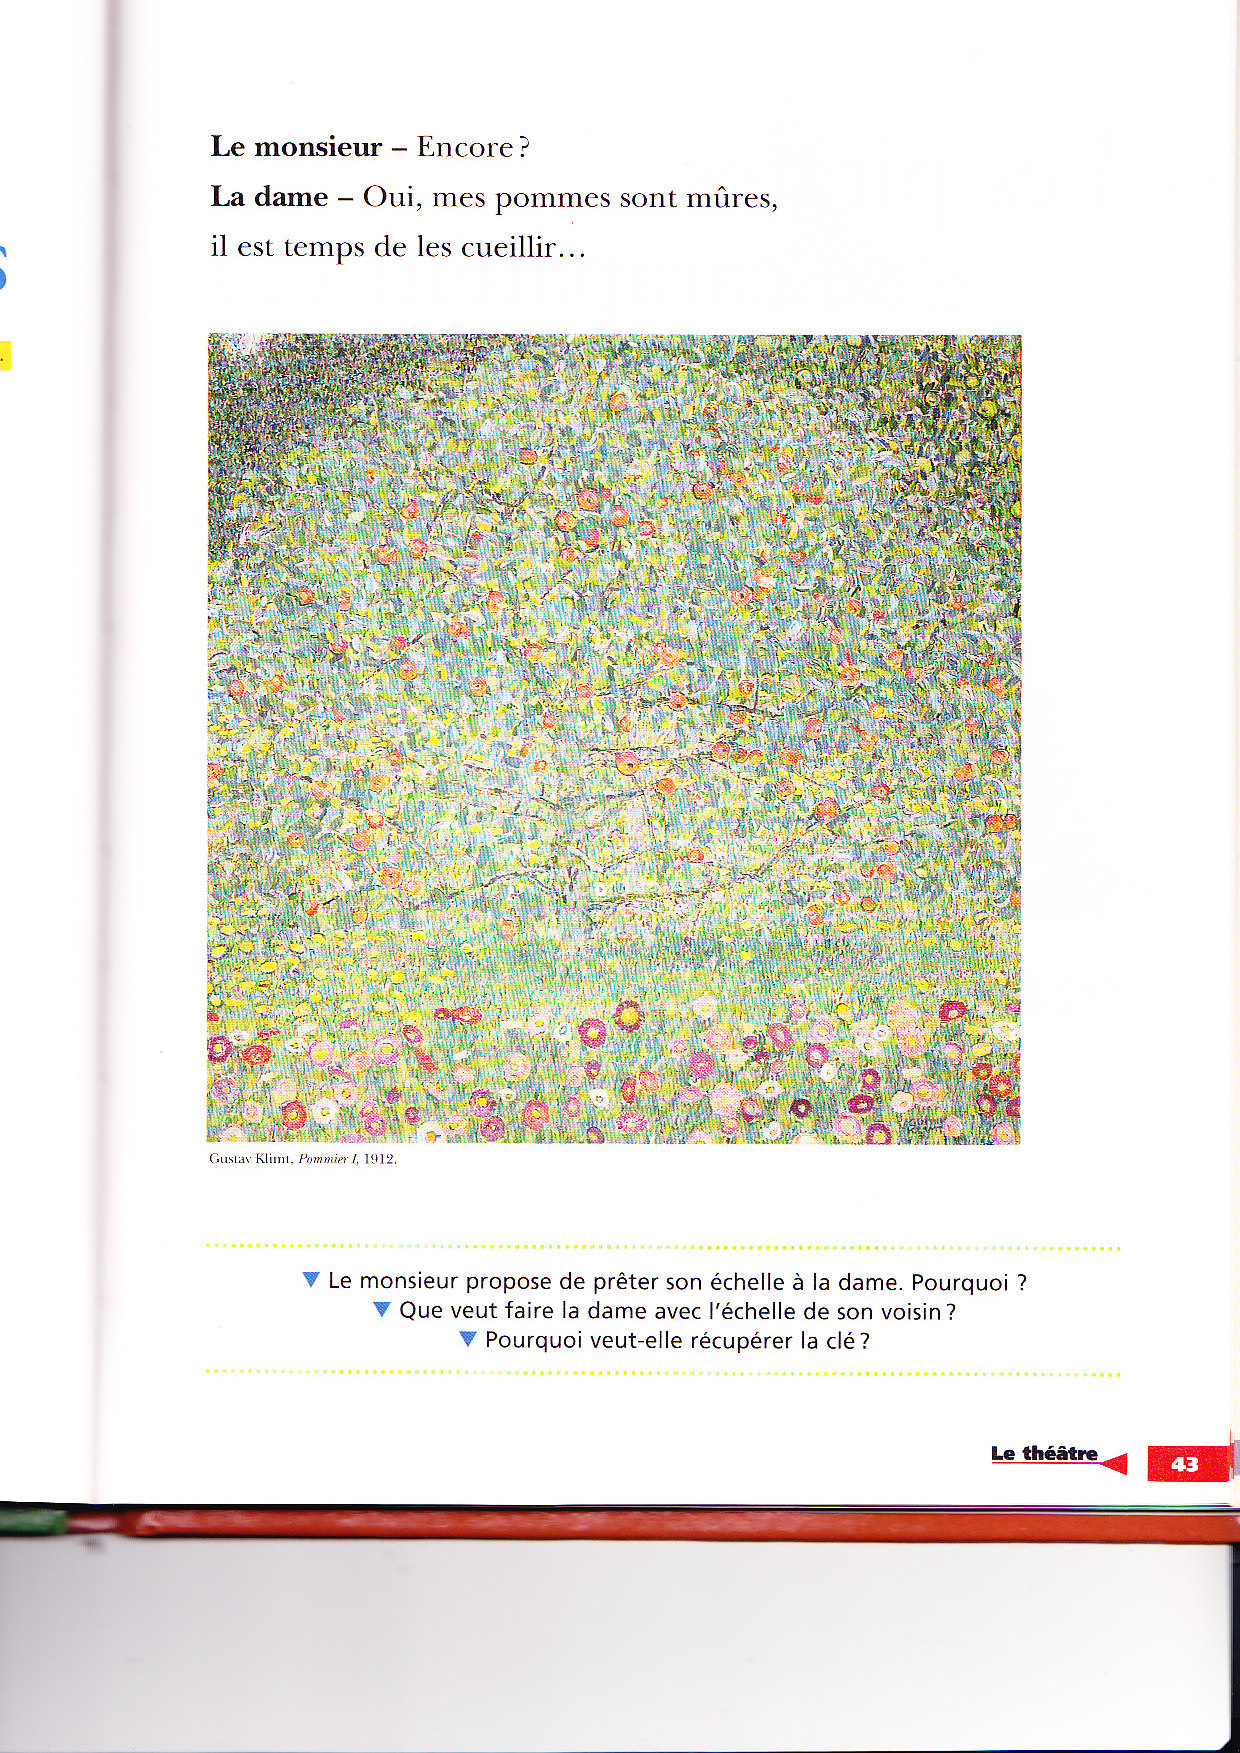 Le monsieur – Encore ?
La dame – Oui, mes pommes sont mûres,
il est temps de les cueillir...
Gustav Klimt, Pommier I, 1912.
▼ Le monsieur propose de prêter son échelle à la dame. Pourquoi ?
▼ Que veut faire la dame avec l'échelle de son voisin ?
▼ Pourquoi veut-elle récupérer la clé ?
Le théâtre
43